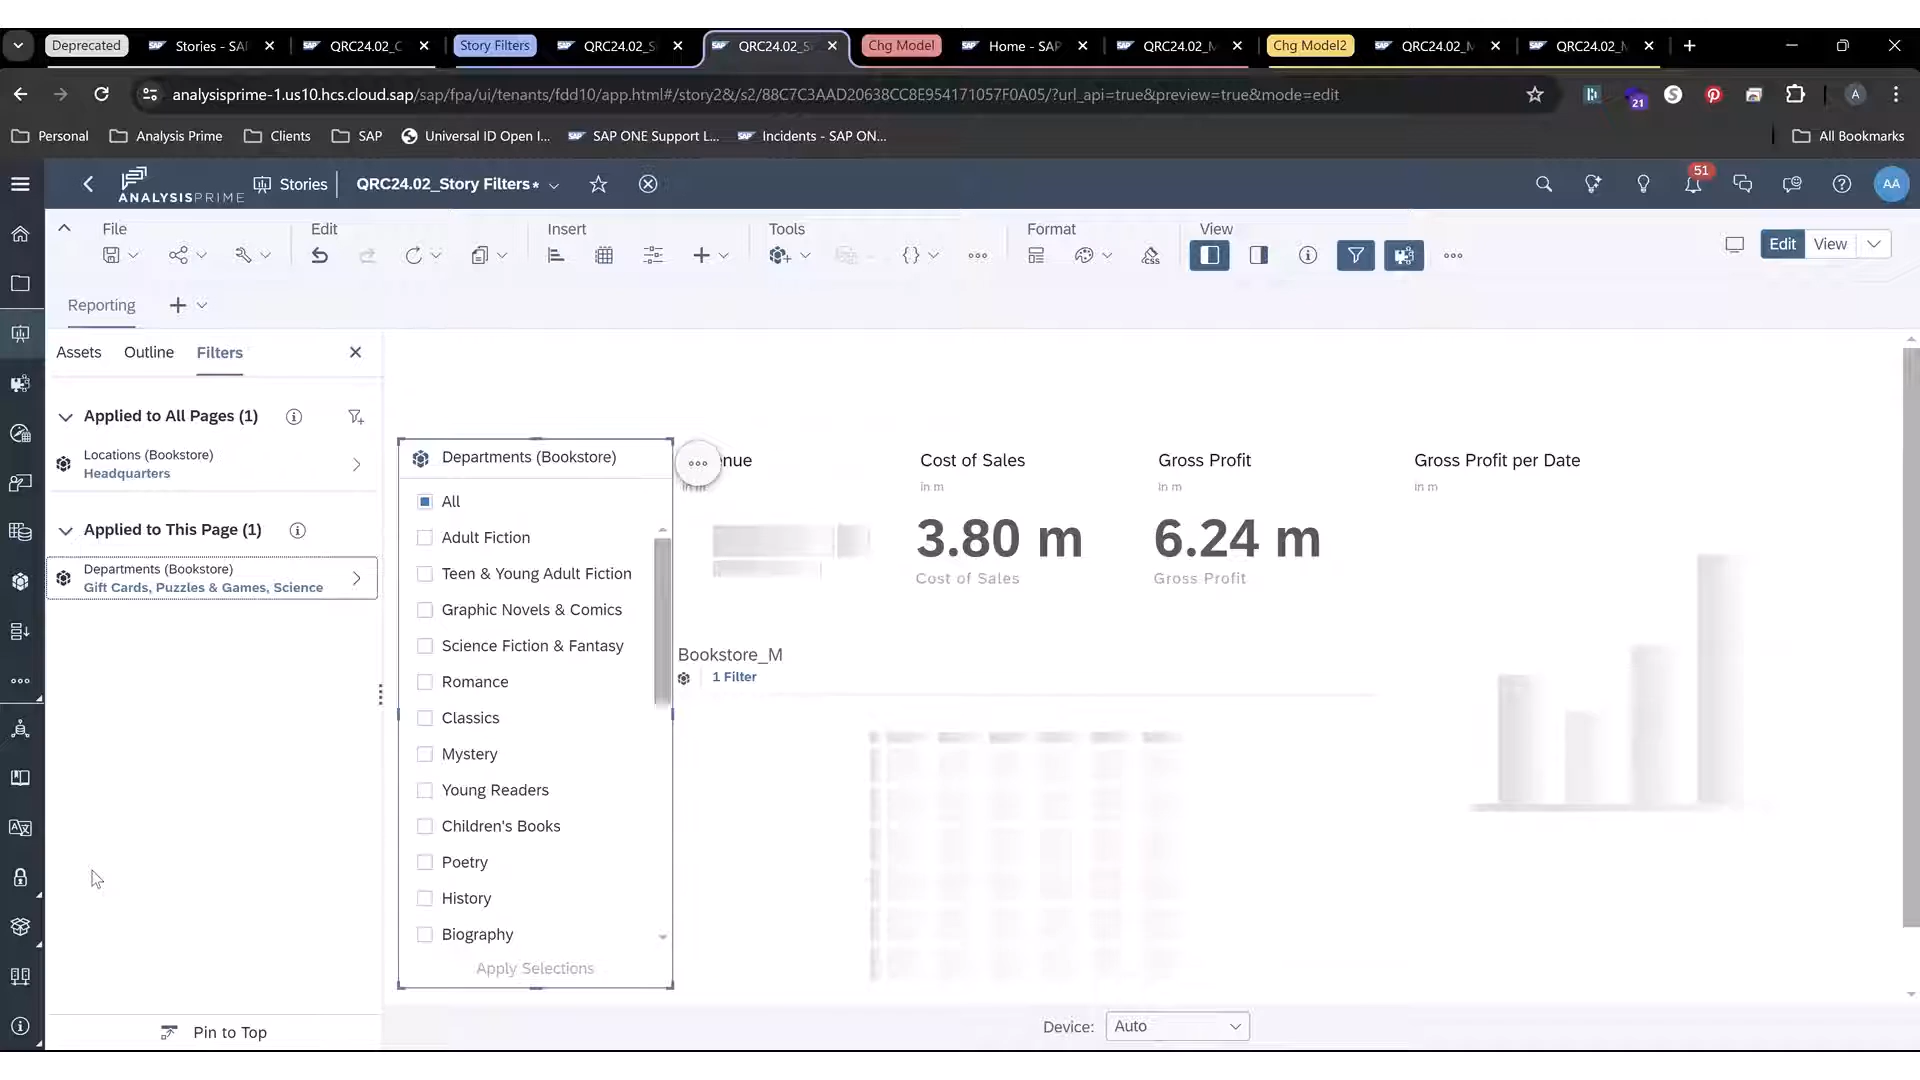 Deprecated
Stories - SA
QRC24.02_C
Story Filters
QRC24.02_S
QRC24.02_S
Chg Model
Home - SAP
QRC24.02_M
Chg Model2
QRC24.02_M
QRC24.02_M
analysisprime-1.us10.hcs.cloud.sap/sap/fpa/ui/tenants/fdd10/app.html#/story2&/s2/88C7C3AAD20638CC8E954171057F0A05/?url_api=true&preview=true&mode=edit
21
A
Personal
Analysis Prime
Clients
SAP
Universal ID Open I...
SAP ONE Support L...
Incidents - SAP ON...
All Bookmarks
ANALYSISPRIME
Stories
QRC24.02_Story Filters*
51
AA
File
Edit
Insert
Tools
Format
View
CSS
Edit
View
Reporting
Assets
Outline
Filters
Applied to All Pages (1)
Locations (Bookstore)
Headquarters
Applied to This Page (1)
Departments (Bookstore)
Gift Cards, Puzzles & Games, Science
Pin to Top
Departments (Bookstore)
All
Adult Fiction
Teen & Young Adult Fiction
Graphic Novels & Comics
Science Fiction & Fantasy
Romance
Classics
Mystery
Young Readers
Children's Books
Poetry
History
Biography
Apply Selections
nue
in m
Cost of Sales
in m
3.80 m
Cost of Sales
Gross Profit
in m
6.24 m
Gross Profit
Gross Profit per Date
in m
Bookstore_M
1 Filter
Device:
Auto